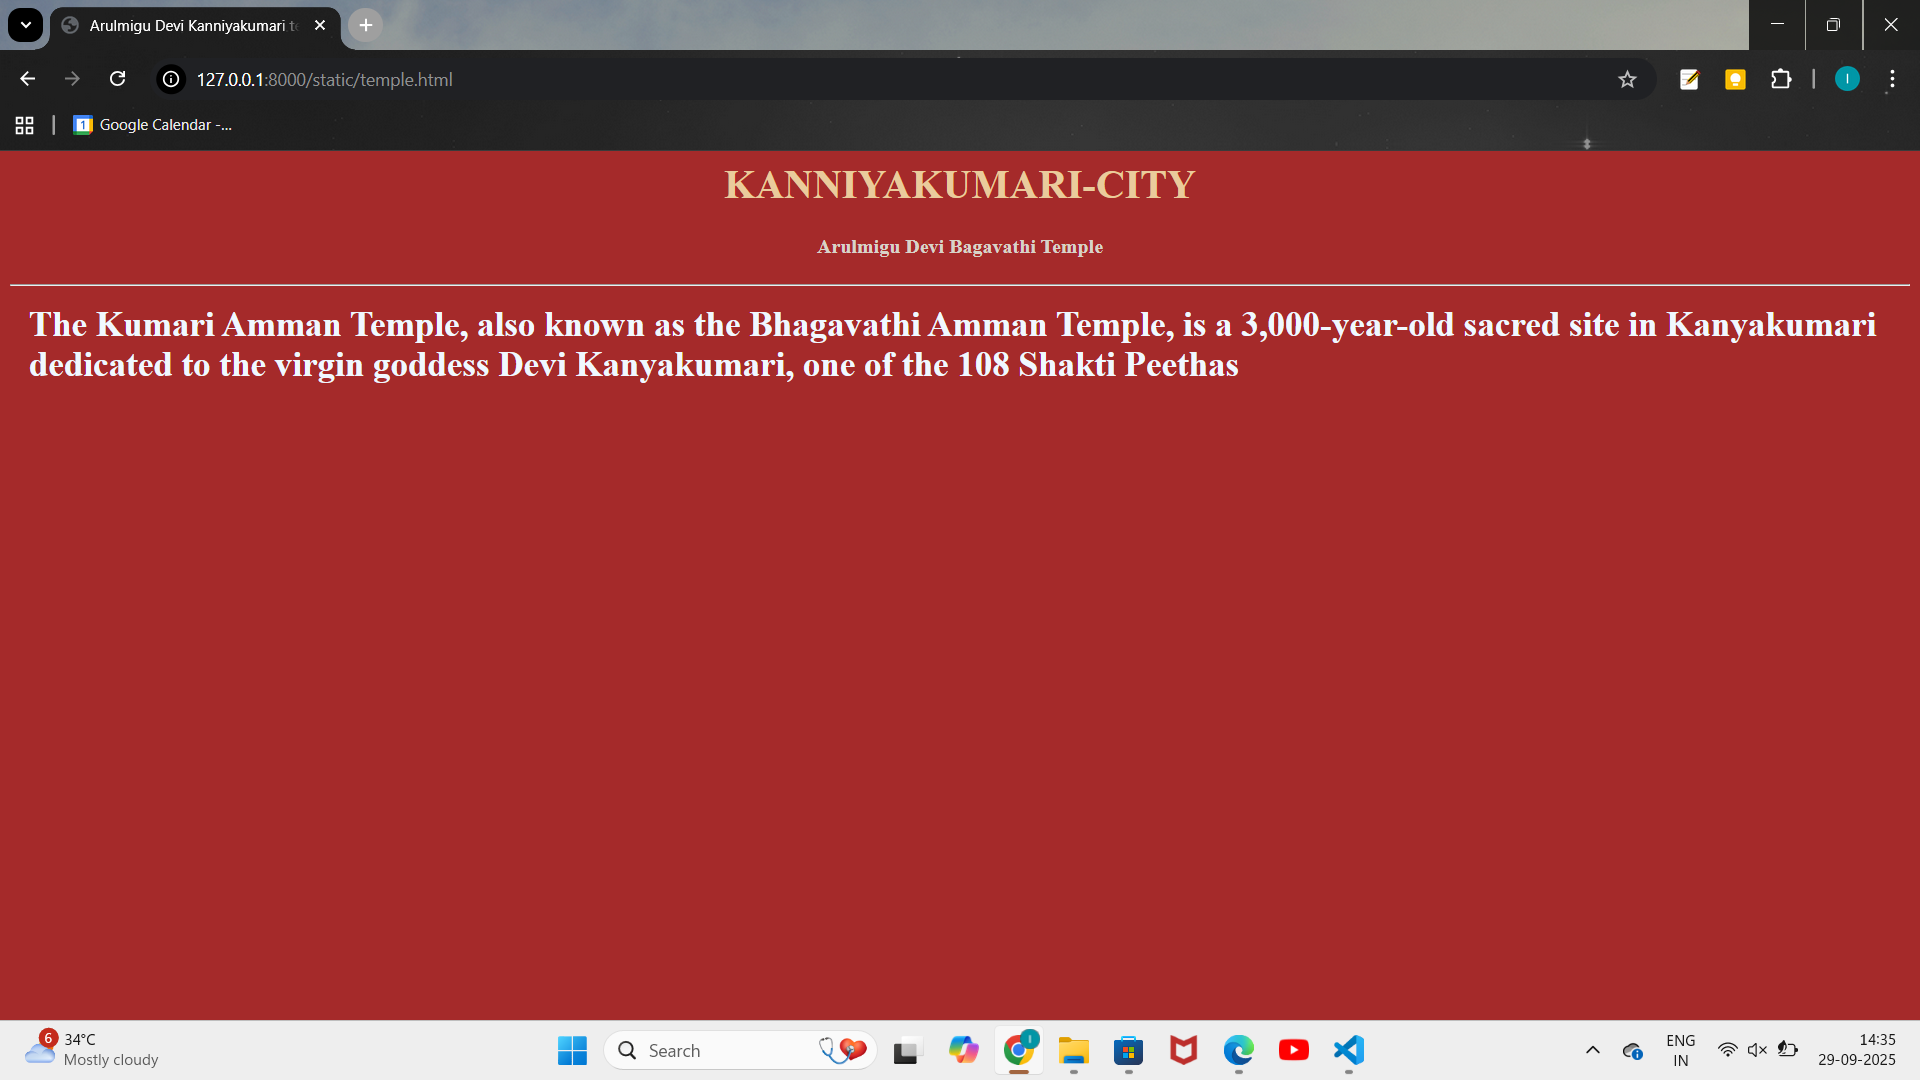 Arulmigu Devi Kanniyakumari t
127.0.0.1:8000/static/temple.html
I
1 Google Calendar -...
KANNIYAKUMARI-CITY
Arulmigu Devi Bagavathi Temple
The Kumari Amman Temple, also known as the Bhagavathi Amman Temple, is a 3,000-year-old sacred site in Kanyakumari
dedicated to the virgin goddess Devi Kanyakumari, one of the 108 Shakti Peethas
6
34°C
Mostly cloudy
Search
I
ENG
IN
14:35
29-09-2025